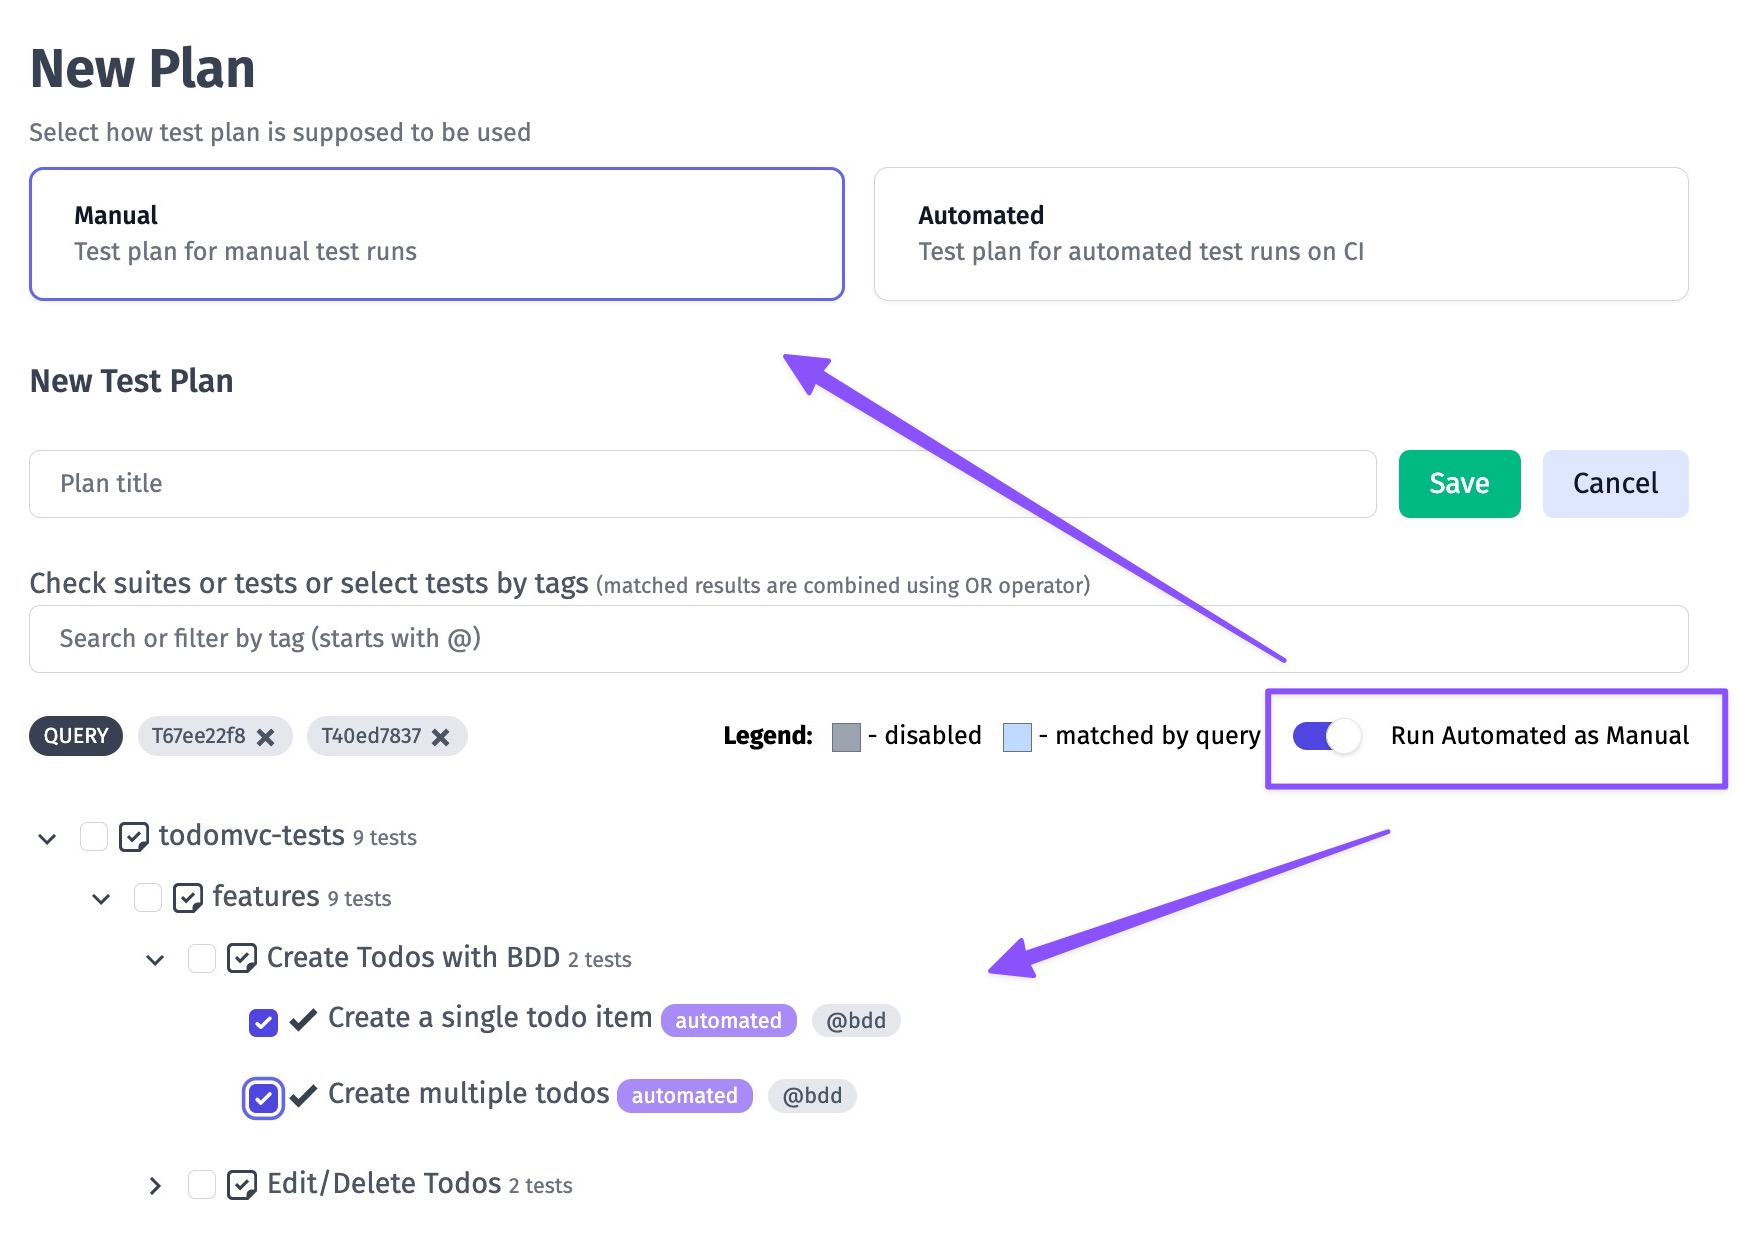 New Plan
Select how test plan is supposed to be used
Manual
Test plan for manual test runs
Automated
Test plan for automated test runs on CI
New Test Plan
Plan title
Save
Cancel
Check suites or tests or select tests by tags (matched results are combined using OR operator)
Search or filter by tag (starts with @)
QUERY T67ee22f8 T40ed7837 Legend: - disabled - matched by query Run Automated as Manual
todomvc-tests 9 tests
features 9 tests
Create Todos with BDD 2 tests
Create a single todo item automated @bdd
Create multiple todos automated @bdd
Edit/Delete Todos 2 tests